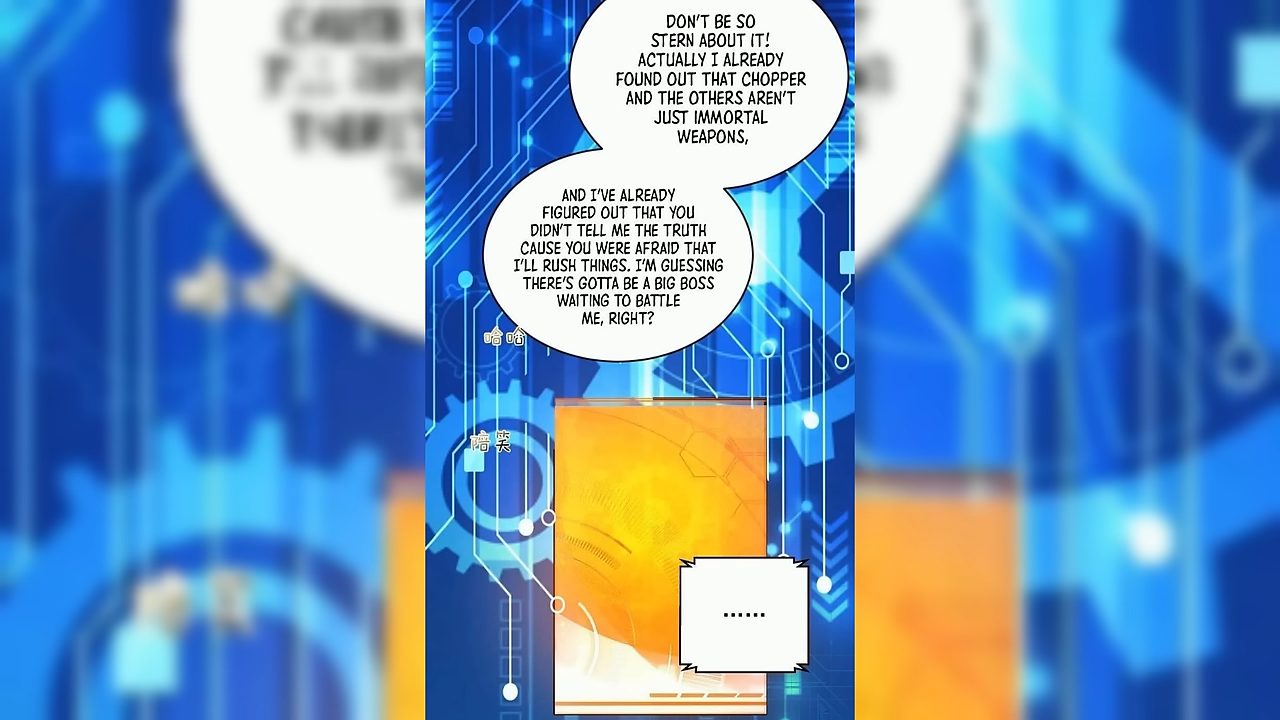 DON'T BE SO
STERN ABOUT IT!
ACTUALLY I ALREADY
FOUND OUT THAT CHOPPER
AND THE OTHERS AREN'T
JUST IMMORTAL
WEAPONS,
AND I'VE ALREADY
FIGURED OUT THAT YOU
DIDN'T TELL ME THE TRUTH
CAUSE YOU WERE AFRAID THAT
I'LL RUSH THINGS. I'M GUESSING
THERE'S GOTTA BE A BIG BOSS
WAITING TO BATTLE
ME, RIGHT?
哈哈
陪笑
......